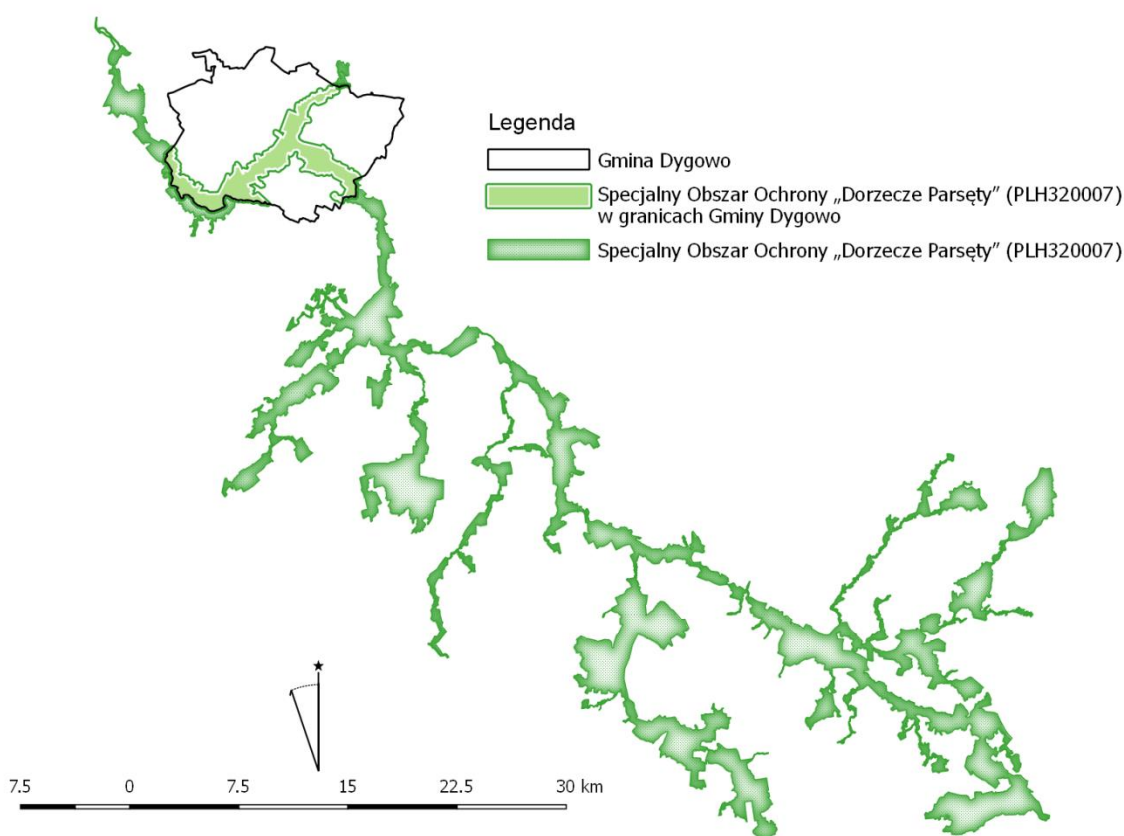 Legenda
Gmina Dygowo
Specjalny Obszar Ochrony „Dorzecze Parsęty” (PLH320007)
w granicach Gminy Dygowo
Specjalny Obszar Ochrony „Dorzecze Parsęty” (PLH320007)
7.5 0 7.5 15 22.5 30 km